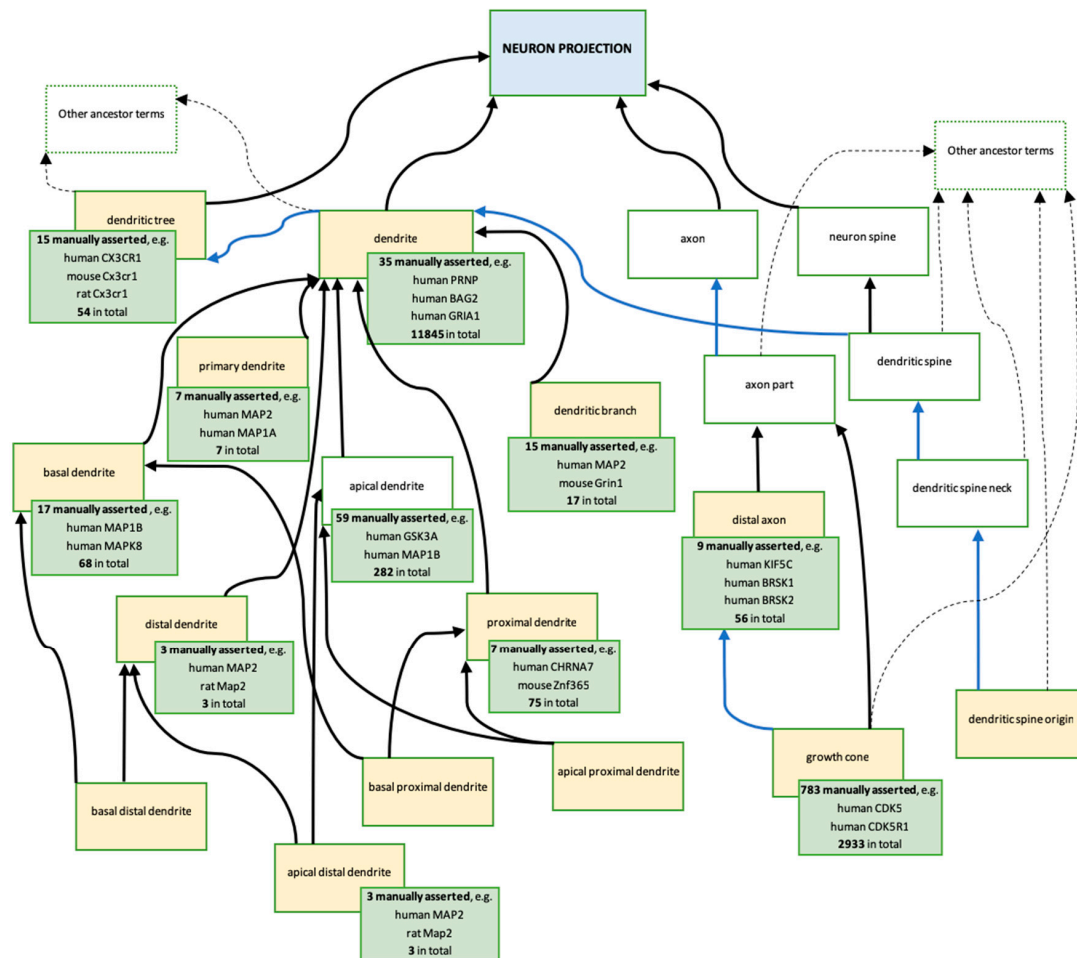 NEURON PROJECTION
Other ancestor terms
Other ancestor terms
dendritic tree
15 manually asserted, e.g.
human CX3CR1
mouse Cx3cr1
rat Cx3cr1
54 in total
dendrite
35 manually asserted, e.g.
human PRNP
human BAG2
human GRIA1
11845 in total
axon
neuron spine
primary dendrite
7 manually asserted, e.g.
human MAP2
human MAP1A
7 in total
dendritic branch
15 manually asserted, e.g.
human MAP2
mouse Grin1
17 in total
axon part
dendritic spine
basal dendrite
17 manually asserted, e.g.
human MAP1B
human MAPK8
68 in total
apical dendrite
59 manually asserted, e.g.
human GSK3A
human MAP1B
282 in total
distal axon
9 manually asserted, e.g.
human KIF5C
human BRSK1
human BRSK2
56 in total
dendritic spine neck
distal dendrite
3 manually asserted, e.g.
human MAP2
rat Map2
3 in total
proximal dendrite
7 manually asserted, e.g.
human CHRNA7
mouse Znf365
75 in total
dendritic spine origin
basal distal dendrite
basal proximal dendrite
apical proximal dendrite
growth cone
783 manually asserted, e.g.
human CDK5
human CDK5R1
2933 in total
apical distal dendrite
3 manually asserted, e.g.
human MAP2
rat Map2
3 in total